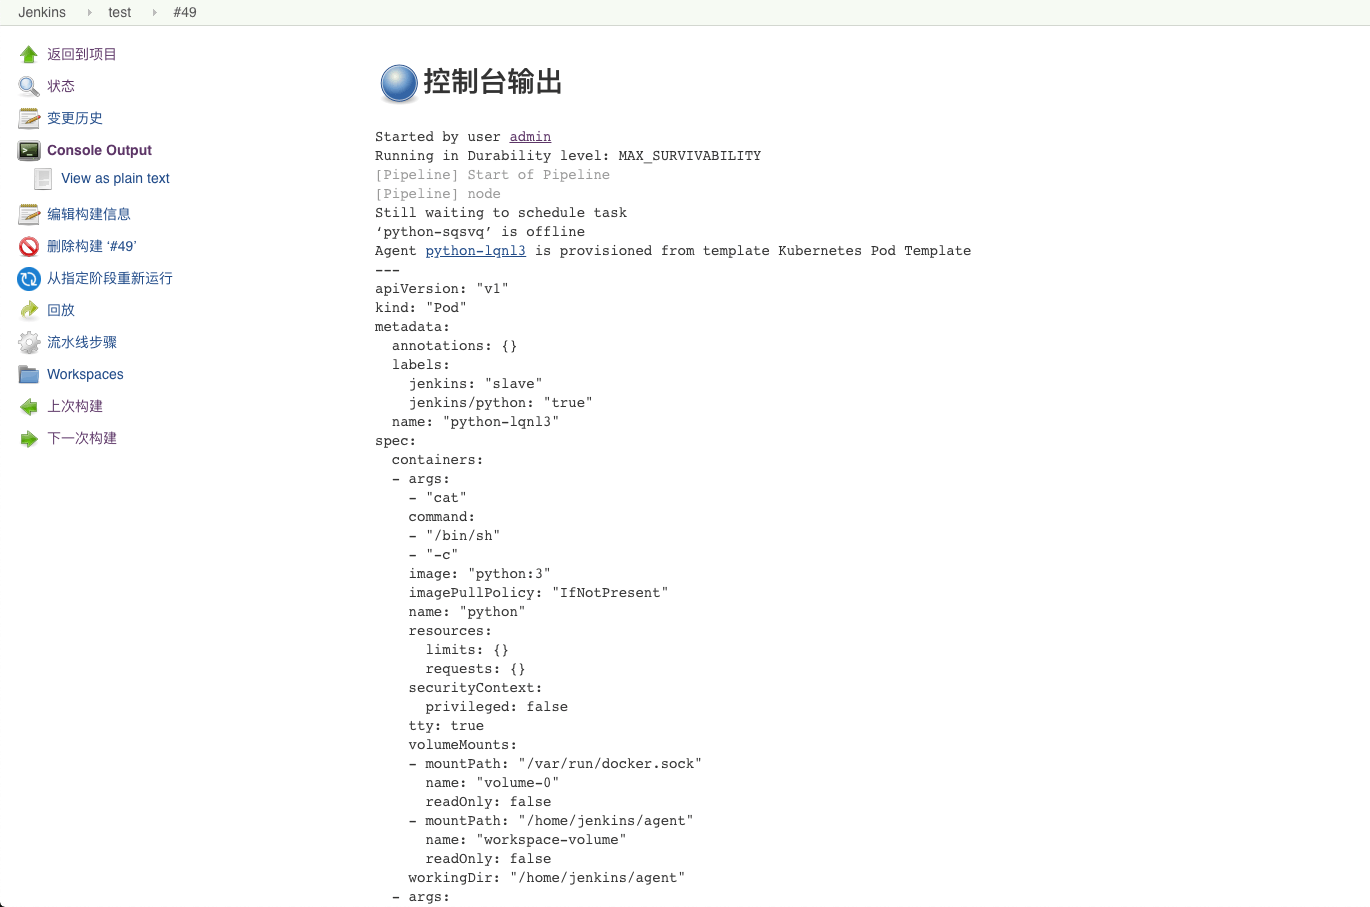 Jenkins test #49
返回到项目
状态
变更历史
Console Output
View as plain text
编辑构建信息
删除构建 ‘#49’
从指定阶段重新运行
回放
流水线步骤
Workspaces
上次构建
下一次构建
控制台输出
Started by user admin
Running in Durability level: MAX_SURVIVABILITY
[Pipeline] Start of Pipeline
[Pipeline] node
Still waiting to schedule task
‘python-sqsvq’ is offline
Agent python-lqnl3 is provisioned from template Kubernetes Pod Template
---
apiVersion: "v1"
kind: "Pod"
metadata:
  annotations: {}
  labels:
    jenkins: "slave"
    jenkins/python: "true"
  name: "python-lqnl3"
spec:
  containers:
  - args:
    - "cat"
    command:
    - "/bin/sh"
    - "-c"
    image: "python:3"
    imagePullPolicy: "IfNotPresent"
    name: "python"
    resources:
      limits: {}
      requests: {}
    securityContext:
      privileged: false
    tty: true
    volumeMounts:
    - mountPath: "/var/run/docker.sock"
      name: "volume-0"
      readOnly: false
    - mountPath: "/home/jenkins/agent"
      name: "workspace-volume"
      readOnly: false
    workingDir: "/home/jenkins/agent"
  - args: